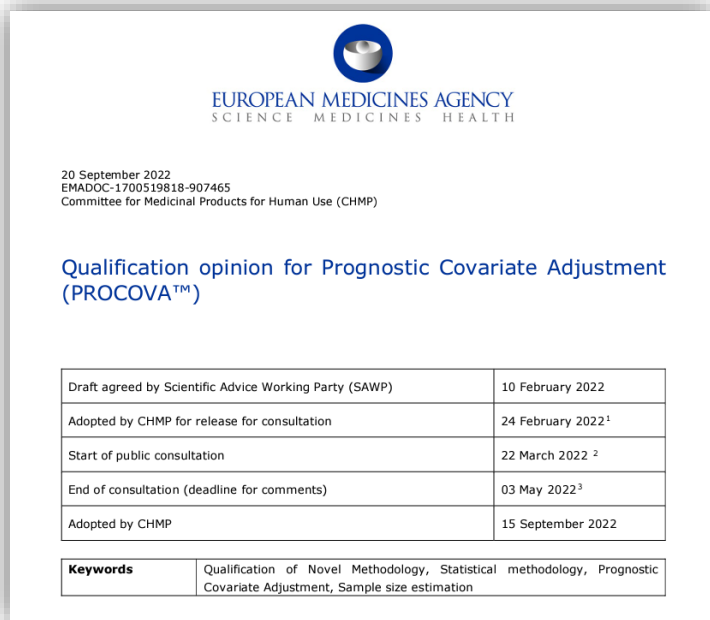 EUROPEAN MEDICINES AGENCY
SCIENCE MEDICINES HEALTH
20 September 2022
EMADOC-1700519818-907465
Committee for Medicinal Products for Human Use (CHMP)
Qualification opinion for Prognostic Covariate Adjustment
(PROCOVA™)
Draft agreed by Scientific Advice Working Party (SAWP) 10 February 2022
Adopted by CHMP for release for consultation 24 February 2022¹
Start of public consultation 22 March 2022 ²
End of consultation (deadline for comments) 03 May 2022³
Adopted by CHMP 15 September 2022
Keywords Qualification of Novel Methodology, Statistical methodology, Prognostic
Covariate Adjustment, Sample size estimation